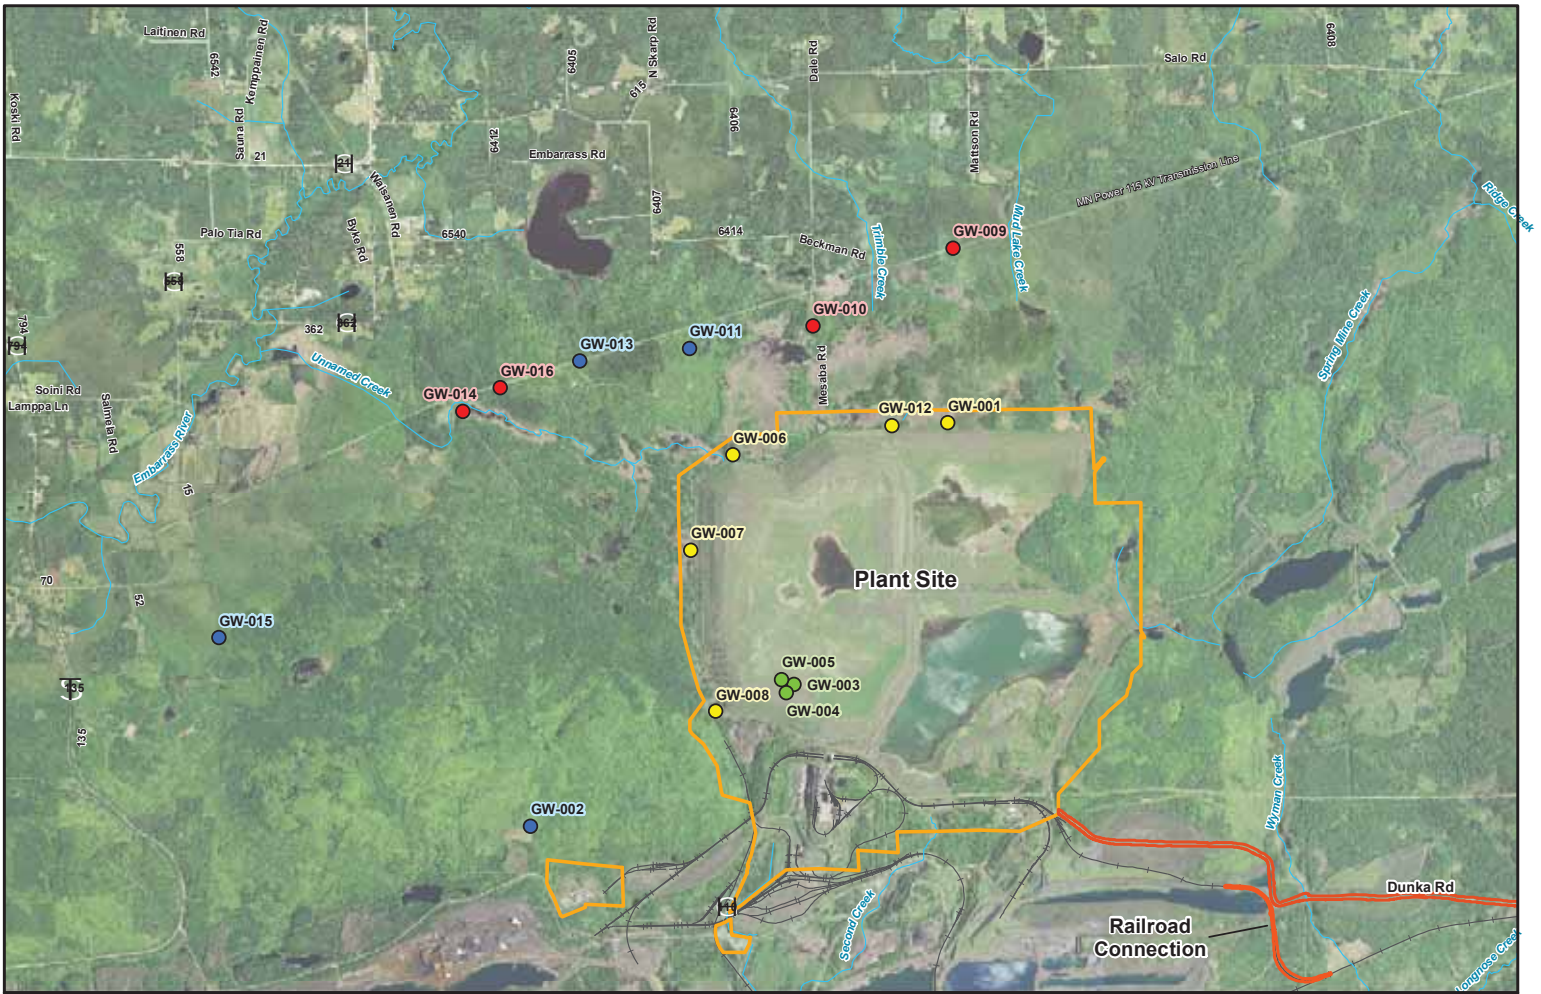 Laitinen Rd
6542
Kemppainen Rd
6405
N Skarp Rd
615
Dale Rd
Salo Rd
6408
Koski Rd
Sauna Rd
21
21
6412
Embarrass Rd
6406
Mattson Rd
MN Power 115 kV Transmission Line
Ridge Creek
Waisanen Rd
6407
Palo Tia Rd
Byke Rd
6540
6414
Beckman Rd
Trimble Creek
GW-009
Mud Lake Creek
558
558
GW-010
Spring Mine Creek
794
794
362
362
GW-011
GW-013
Unnamed Creek
GW-016
GW-014
Mesaba Rd
Soini Rd
Lamppa Ln
Salmela Rd
GW-012
GW-001
GW-006
Embarrass River
15
GW-007
Plant Site
70
52
GW-015
GW-005
GW-003
GW-008
GW-004
135
135
GW-002
Wyman Creek
110
Second Creek
Dunka Rd
Railroad
Connection
Longnose Creek